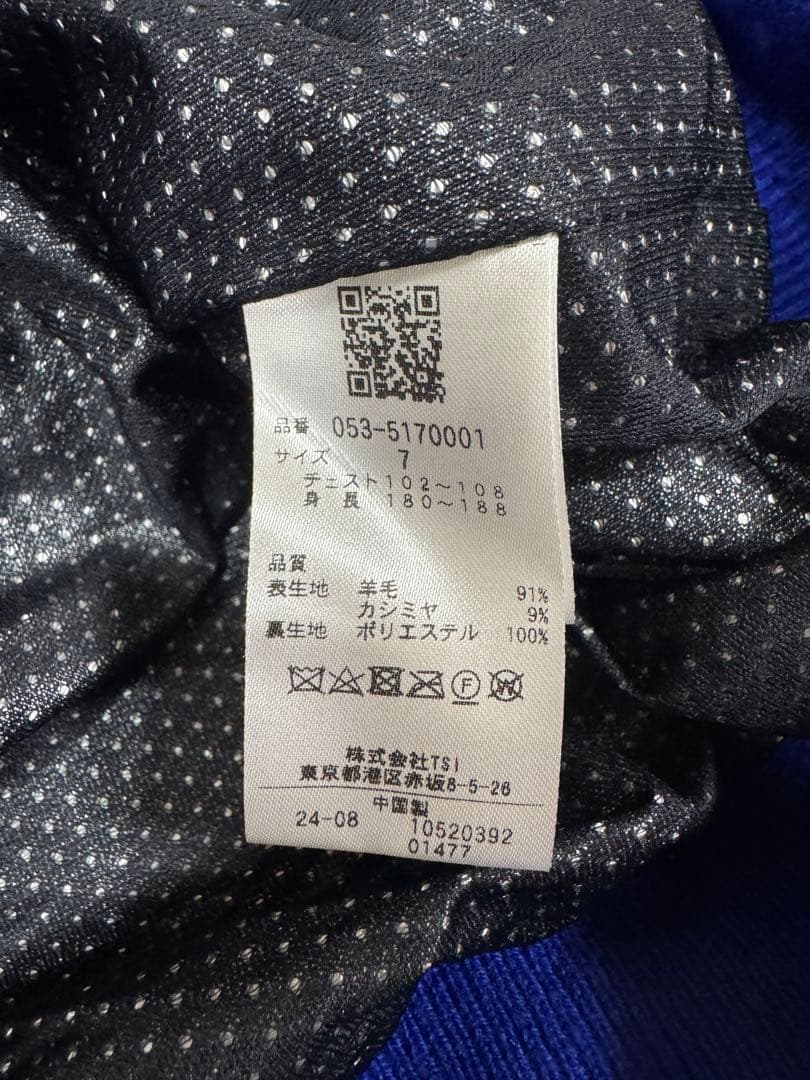 品番 053-5170001
サイズ 7
チェスト 102〜108
身長 180〜188
品質
表生地 羊毛 91%
カシミヤ 9%
裏生地 ポリエステル 100%
F W
株式会社TSI
東京都港区赤坂8-5-26
中国製
24-08 10520392
01477